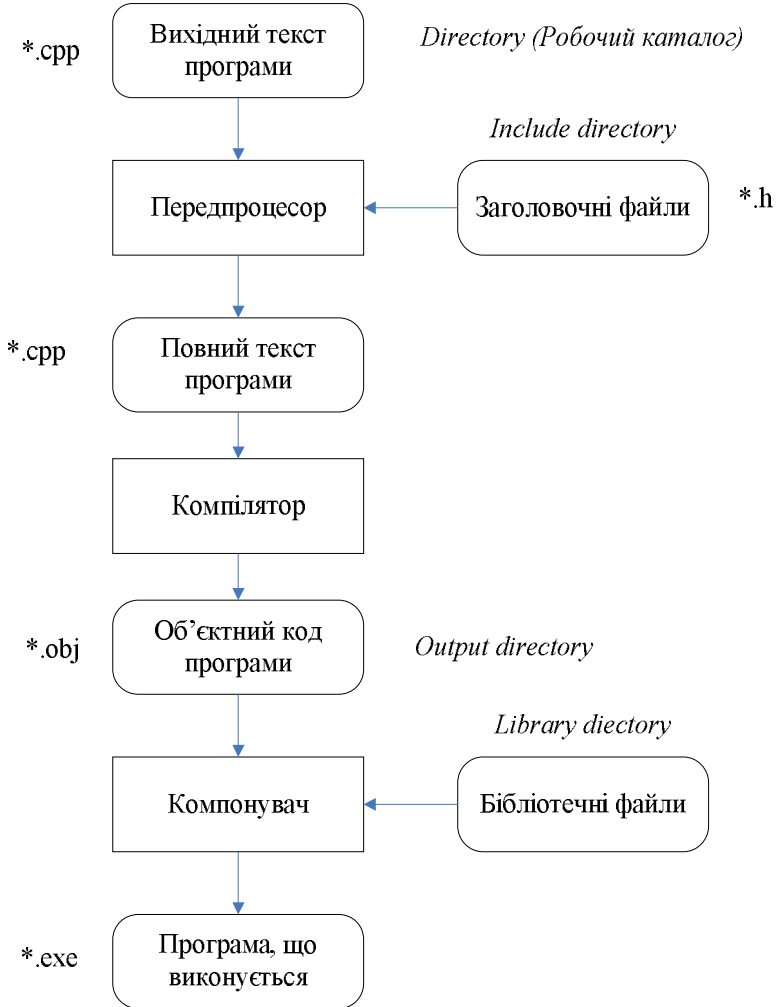 *.cpp
Вихідний текст
програми
Directory (Робочий каталог)
Include directory
Передпроцесор
Заголовочні файли
*.h
*.cpp
Повний текст
програми
Компілятор
*.obj
Об’єктний код
програми
Output directory
Library diectory
Компонувач
Бібліотечні файли
*.exe
Програма, що
виконується